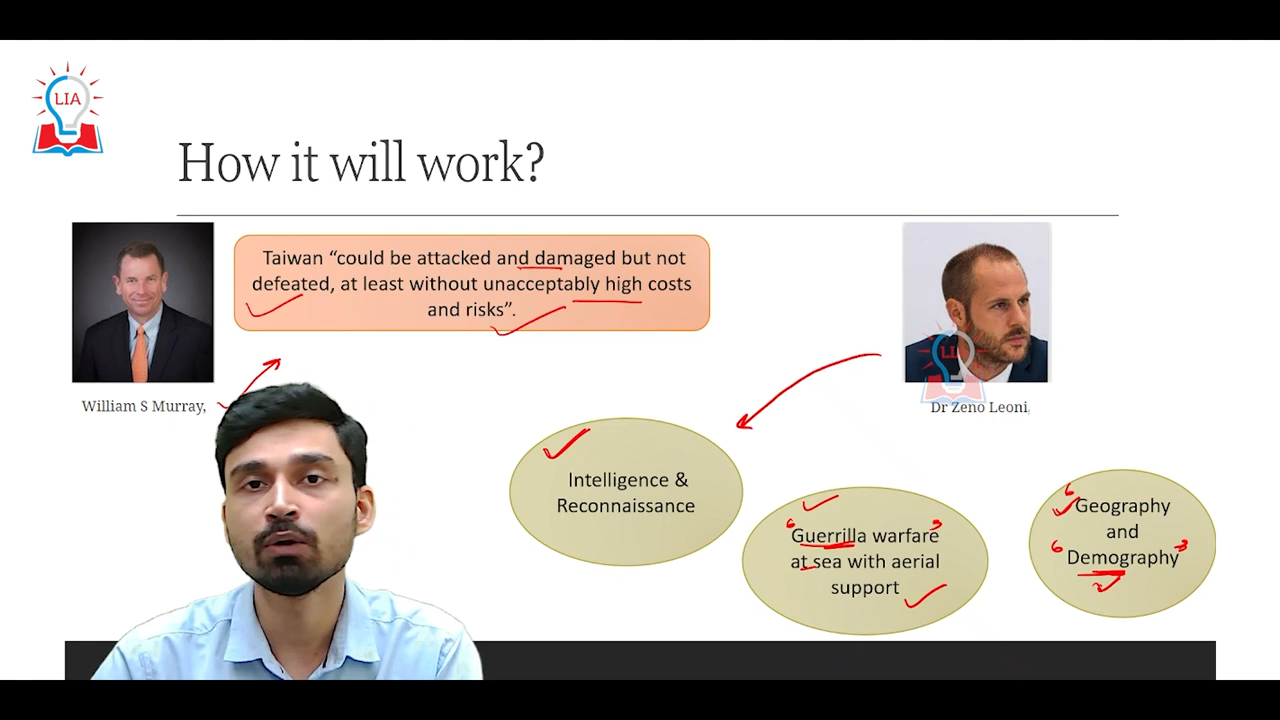 LIA
How it will work?
Taiwan “could be attacked and damaged but not
defeated, at least without unacceptably high costs
and risks”.
William S Murray,
Dr Zeno Leoni,
Intelligence &
Reconnaissance
Guerrilla warfare
at sea with aerial
support
Geography
and
Demography